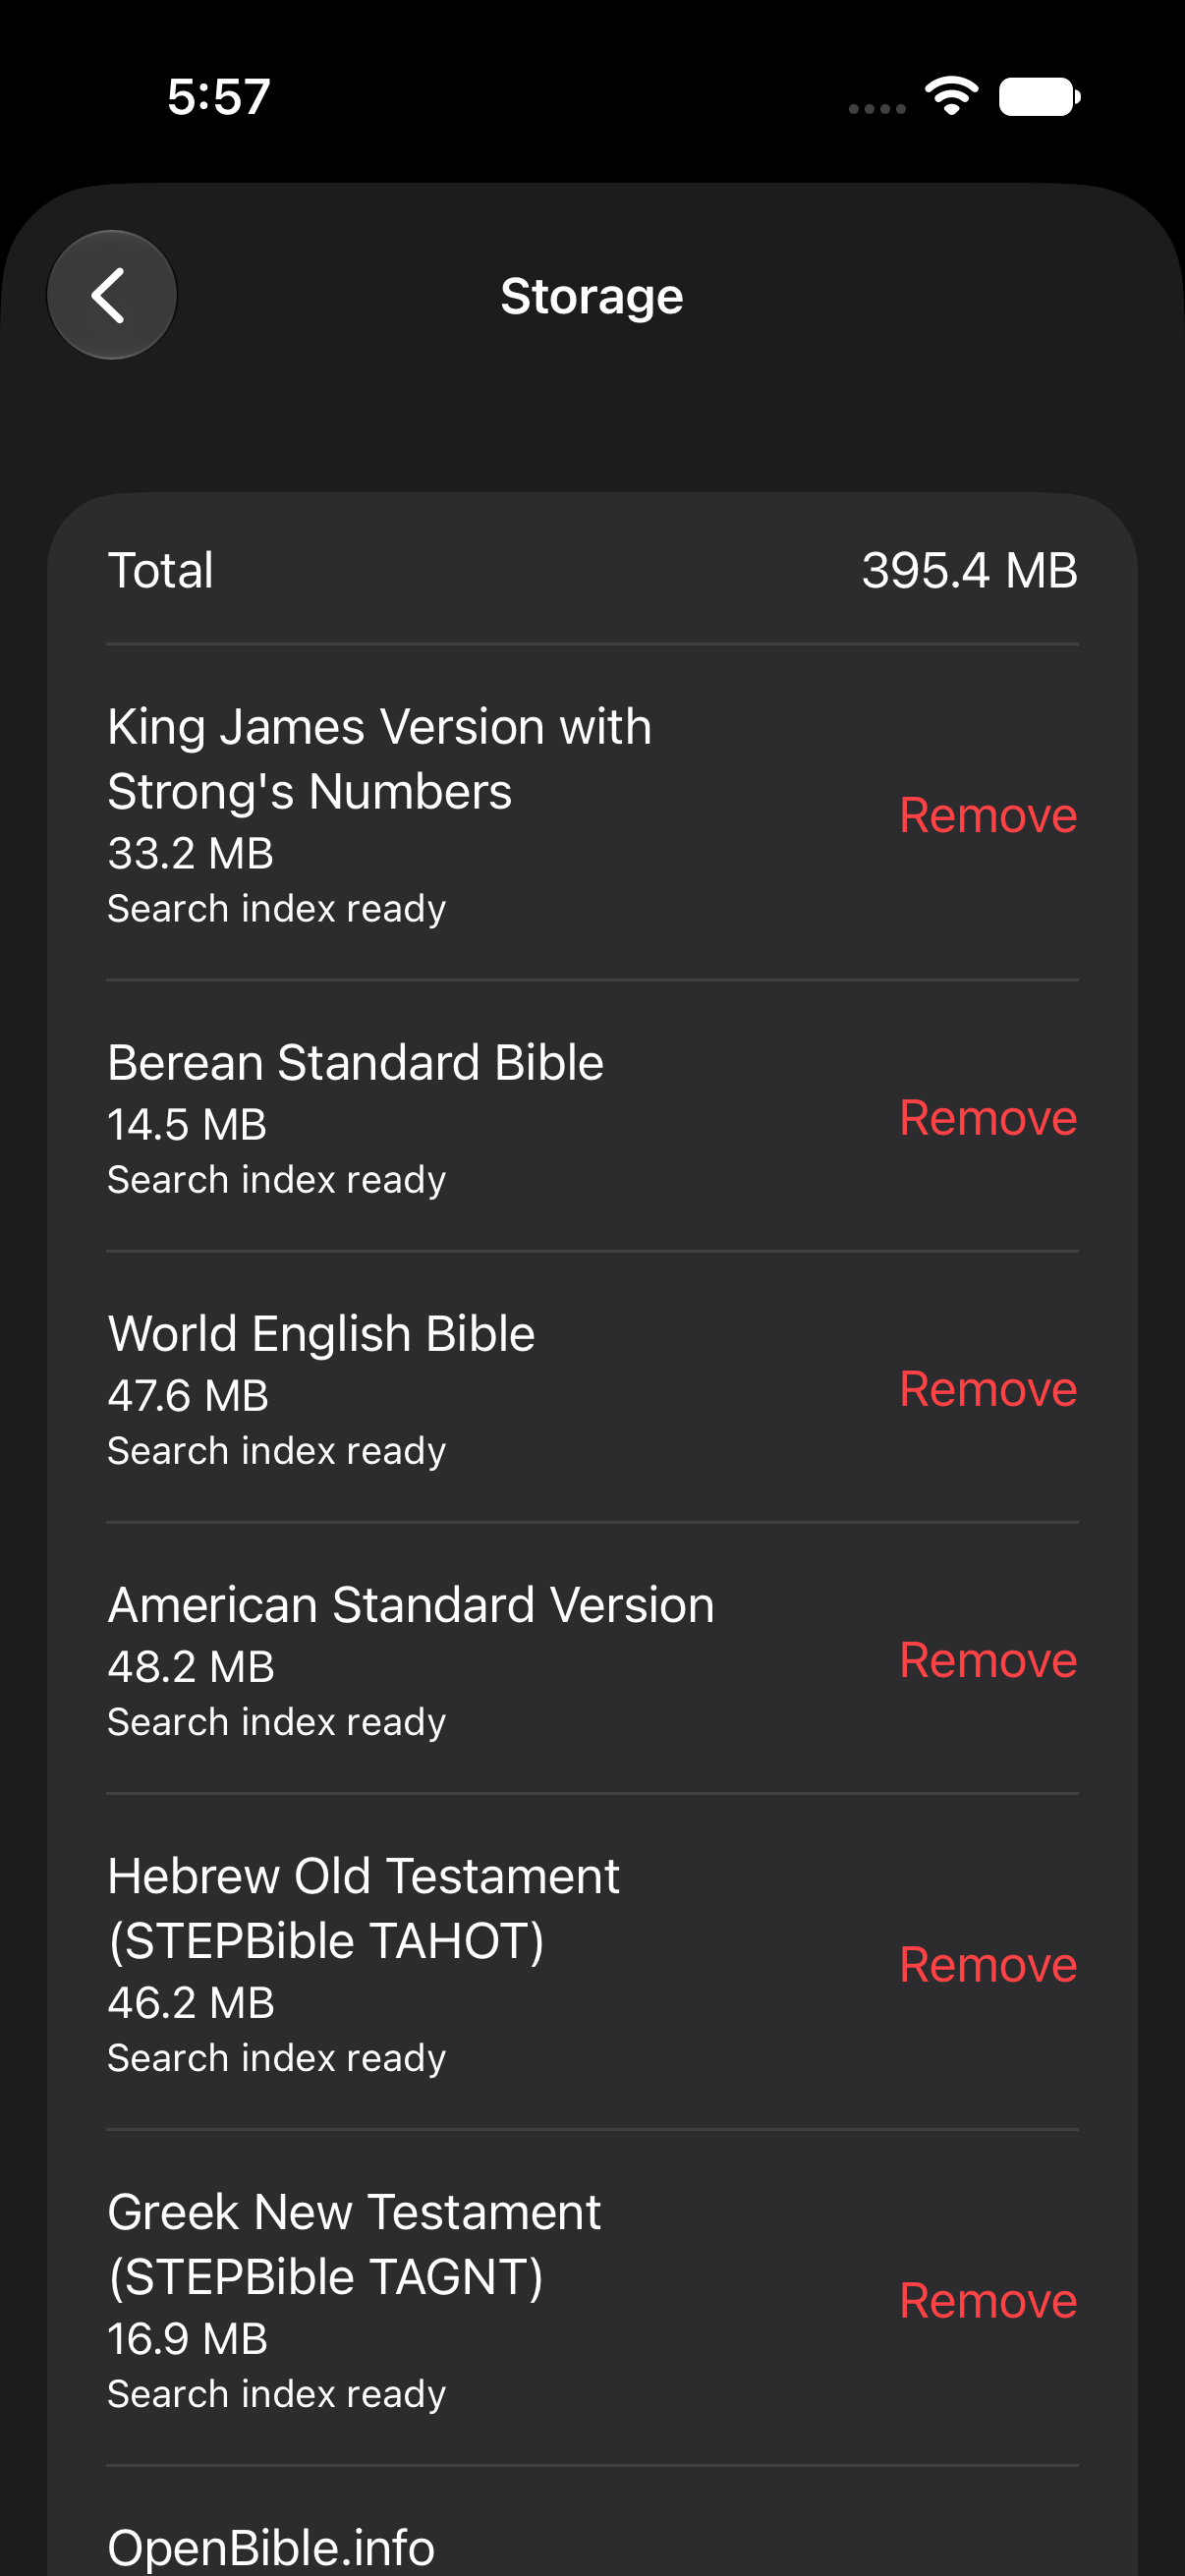 5:57
Storage
Total 395.4 MB
King James Version with
Strong's Numbers
33.2 MB
Search index ready
Remove
Berean Standard Bible
14.5 MB
Search index ready
Remove
World English Bible
47.6 MB
Search index ready
Remove
American Standard Version
48.2 MB
Search index ready
Remove
Hebrew Old Testament
(STEPBible TAHOT)
46.2 MB
Search index ready
Remove
Greek New Testament
(STEPBible TAGNT)
16.9 MB
Search index ready
Remove
OpenBible.info